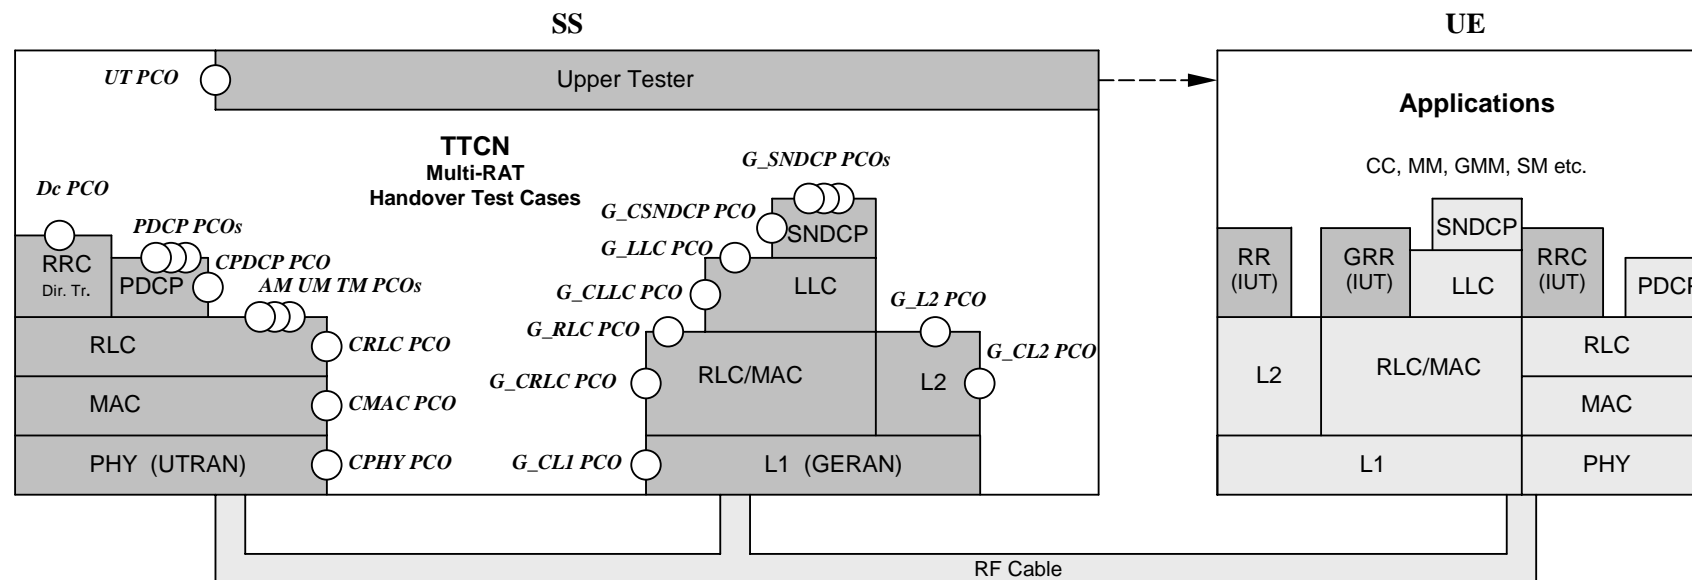 SS
UE
UT PCO
Upper Tester
Applications
TTCN
Multi-RAT
Handover Test Cases
G_SNDCP PCOs
CC, MM, GMM, SM etc.
Dc PCO
PDCP PCOs
G_CSNDCP PCO
SNDCP
SNDCP
G_LLC PCO
CPDCP PCO
RRC
Dir. Tr.
PDCP
AM UM TM PCOs
G_CLLC PCO
LLC
G_L2 PCO
RR
(IUT)
GRR
(IUT)
LLC
RRC
(IUT)
PDCP
G_RLC PCO
RLC
CRLC PCO
G_CL2 PCO
RLC
G_CRLC PCO
RLC/MAC
L2
L2
RLC/MAC
MAC
CMAC PCO
MAC
PHY (UTRAN)
CPHY PCO
G_CL1 PCO
L1 (GERAN)
L1
PHY
RF Cable